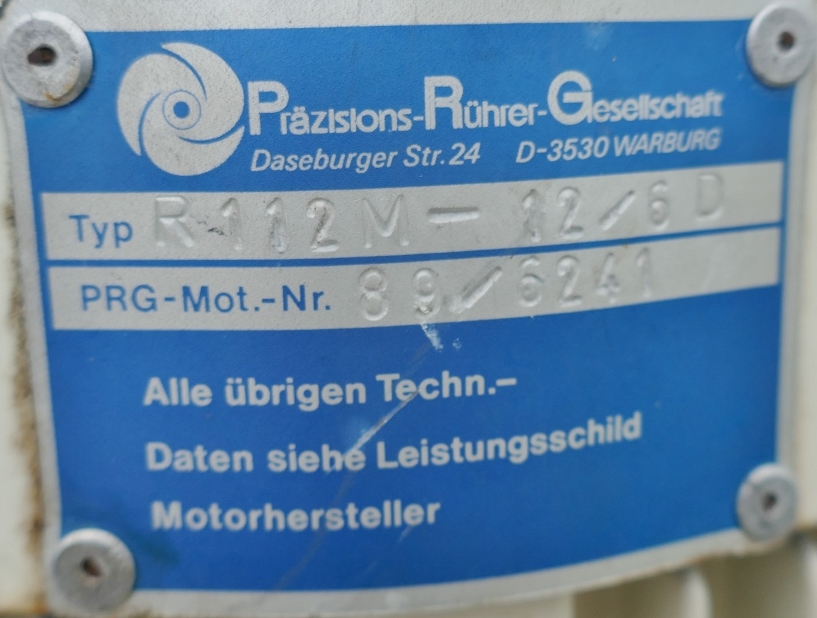 Präzisions-Rührer-Gesellschaft
Daseburger Str. 24 D-3530 WARBURG
Typ R112M-12/6D
PRG-Mot.-Nr. 89/6241
Alle übrigen Techn.-
Daten siehe Leistungsschild
Motorhersteller